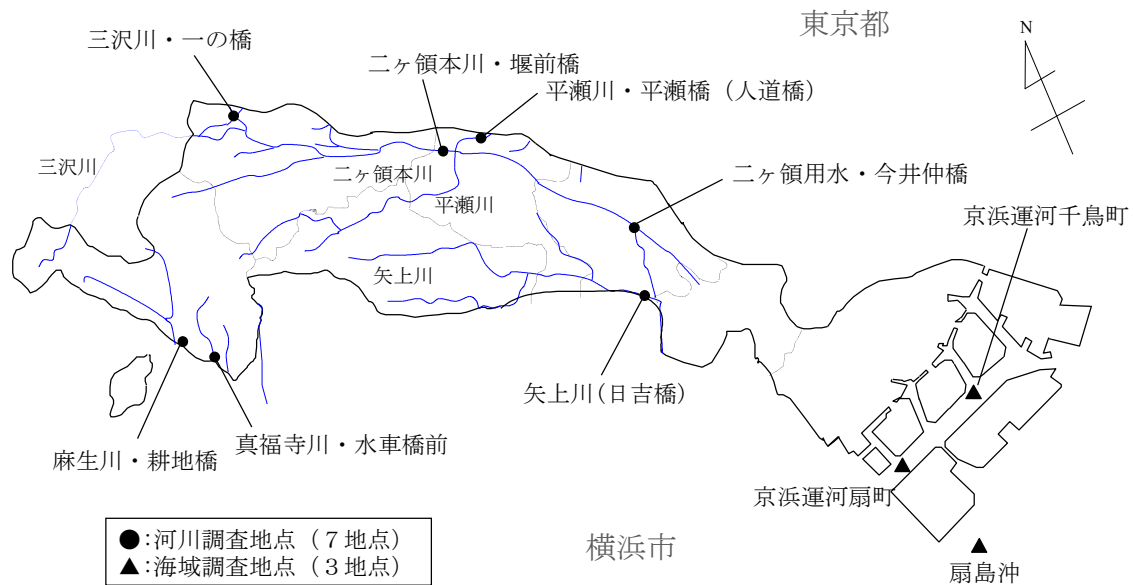 東京都
三沢川・一の橋
N
二ヶ領本川・堰前橋
平瀬川・平瀬橋（人道橋）
三沢川
二ヶ領本川
二ヶ領用水・今井仲橋
平瀬川
京浜運河千鳥町
矢上川
矢上川(日吉橋)
真福寺川・水車橋前
麻生川・耕地橋
京浜運河扇町
●:河川調査地点（７地点）
▲:海域調査地点（３地点）
横浜市
扇島沖